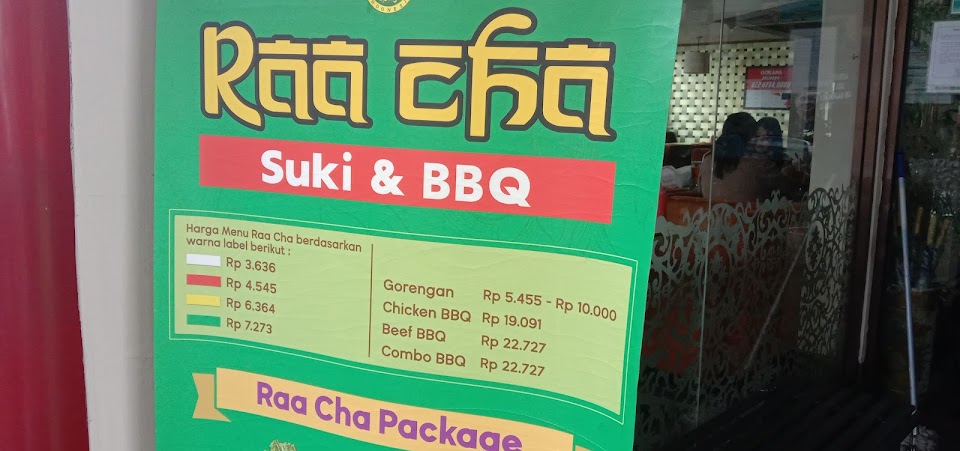 Raa Cha
Suki & BBQ
Harga Menu Raa Cha berdasarkan
warna label berikut :
Rp 3.636
Rp 4.545
Rp 6.364
Rp 7.273
Gorengan Rp 5.455 - Rp 10.000
Chicken BBQ Rp 19.091
Beef BBQ Rp 22.727
Combo BBQ Rp 22.727
Raa Cha Package